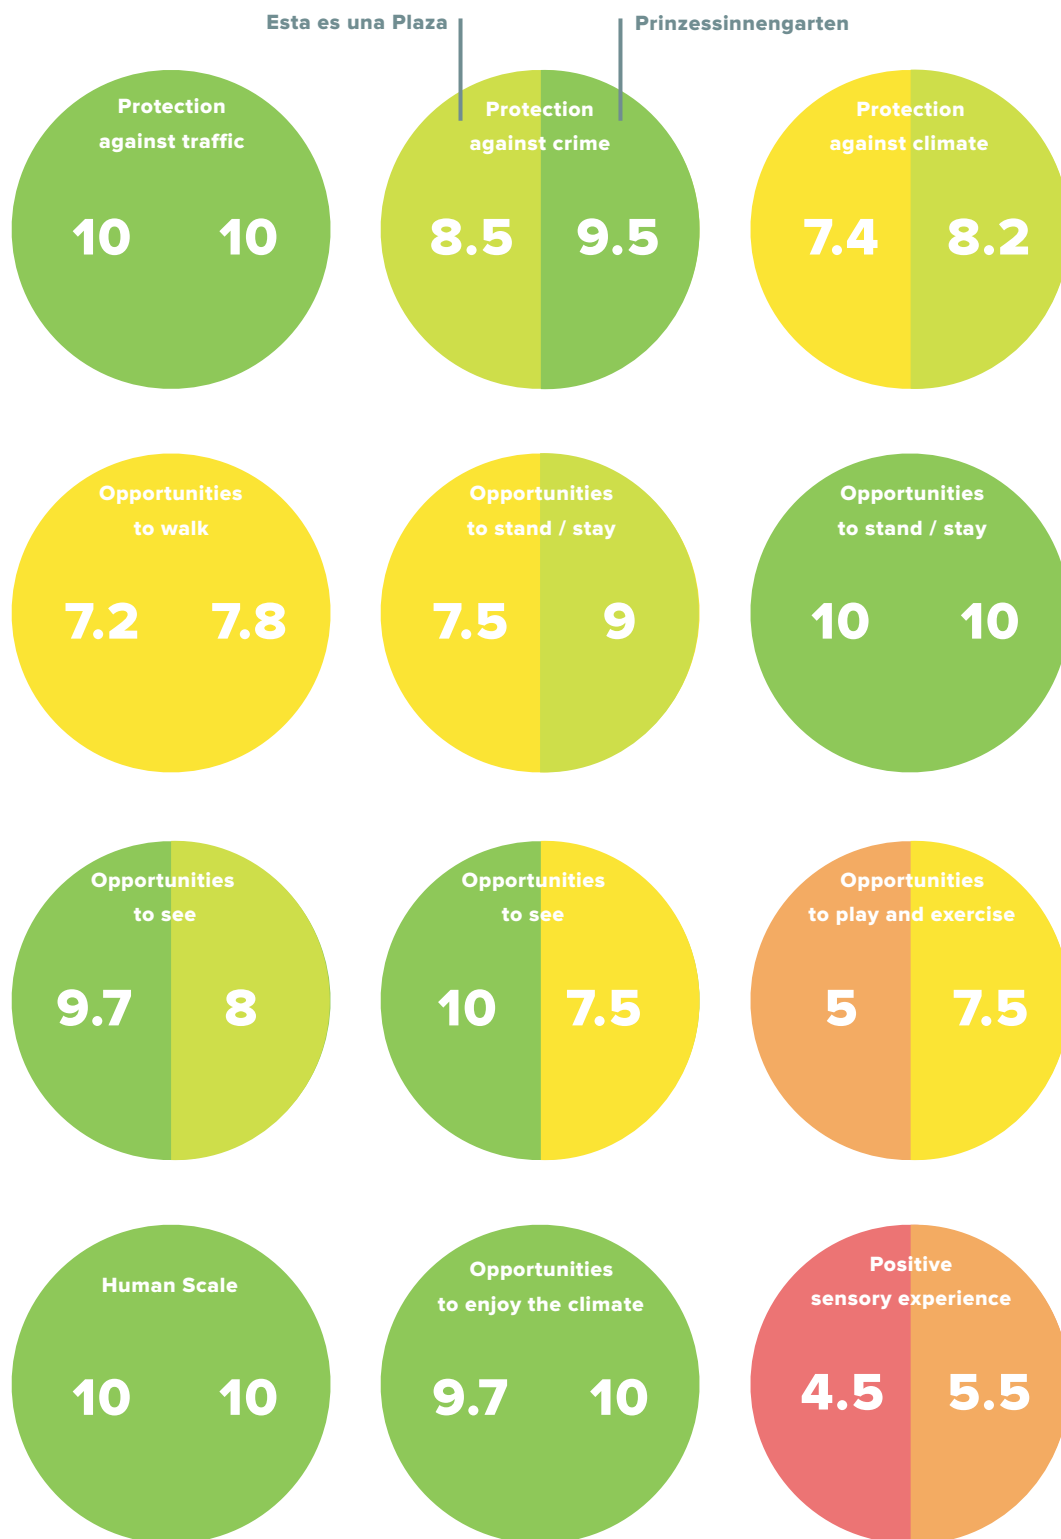 Esta es una Plaza
Prinzessinnengarten
Protection
against traffic
10 10
Protection
against crime
8.5 9.5
Protection
against climate
7.4 8.2
Opportunities
to walk
7.2 7.8
Opportunities
to stand / stay
7.5 9
Opportunities
to stand / stay
10 10
Opportunities
to see
9.7 8
Opportunities
to see
10 7.5
Opportunities
to play and exercise
5 7.5
Human Scale
10 10
Opportunities
to enjoy the climate
9.7 10
Positive
sensory experience
4.5 5.5